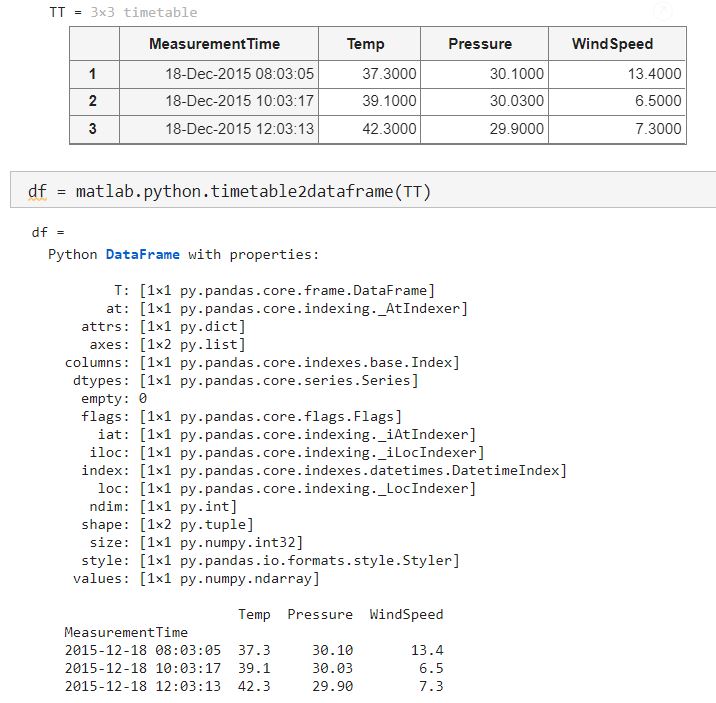 TT = 3×3 timetable
MeasurementTime Temp Pressure WindSpeed
1 18-Dec-2015 08:03:05 37.3000 30.1000 13.4000
2 18-Dec-2015 10:03:17 39.1000 30.0300 6.5000
3 18-Dec-2015 12:03:13 42.3000 29.9000 7.3000
df = matlab.python.timetable2dataframe(TT)
df =
Python DataFrame with properties:
T: [1×1 py.pandas.core.frame.DataFrame]
at: [1×1 py.pandas.core.indexing._AtIndexer]
attrs: [1×1 py.dict]
axes: [1×2 py.list]
columns: [1×1 py.pandas.core.indexes.base.Index]
dtypes: [1×1 py.pandas.core.series.Series]
empty: 0
flags: [1×1 py.pandas.core.flags.Flags]
iat: [1×1 py.pandas.core.indexing._iAtIndexer]
iloc: [1×1 py.pandas.core.indexing._iLocIndexer]
index: [1×1 py.pandas.core.indexes.datetimes.DatetimeIndex]
loc: [1×1 py.pandas.core.indexing._LocIndexer]
ndim: [1×1 py.int]
shape: [1×2 py.tuple]
size: [1×1 py.numpy.int32]
style: [1×1 py.pandas.io.formats.style.Styler]
values: [1×1 py.numpy.ndarray]
Temp Pressure WindSpeed
MeasurementTime
2015-12-18 08:03:05 37.3 30.10 13.4
2015-12-18 10:03:17 39.1 30.03 6.5
2015-12-18 12:03:13 42.3 29.90 7.3